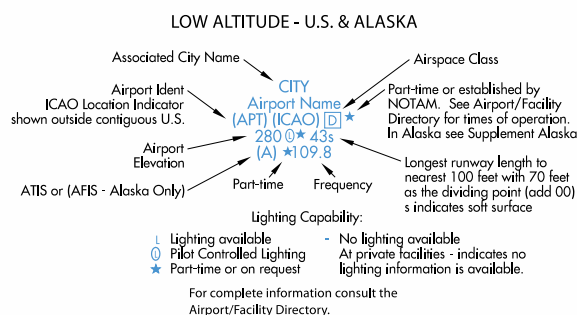 LOW ALTITUDE - U.S. & ALASKA
Associated City Name
Airspace Class
CITY
Airport Name
(APT) (ICAO) D ★
280 Ⓛ★ 43s
(A) ★109.8
Airport Ident
ICAO Location Indicator
shown outside contiguous U.S.
Part-time or established by
NOTAM. See Airport/Facility
Directory for times of operation.
In Alaska see Supplement Alaska
Airport
Elevation
ATIS or (AFIS - Alaska Only)
Part-time
Frequency
Longest runway length to
nearest 100 feet with 70 feet
as the dividing point (add 00)
s indicates soft surface
Lighting Capability:
L Lighting available
Ⓛ Pilot Controlled Lighting
★ Part-time or on request
- No lighting available
At private facilities - indicates no
lighting information is available.
For complete information consult the
Airport/Facility Directory.